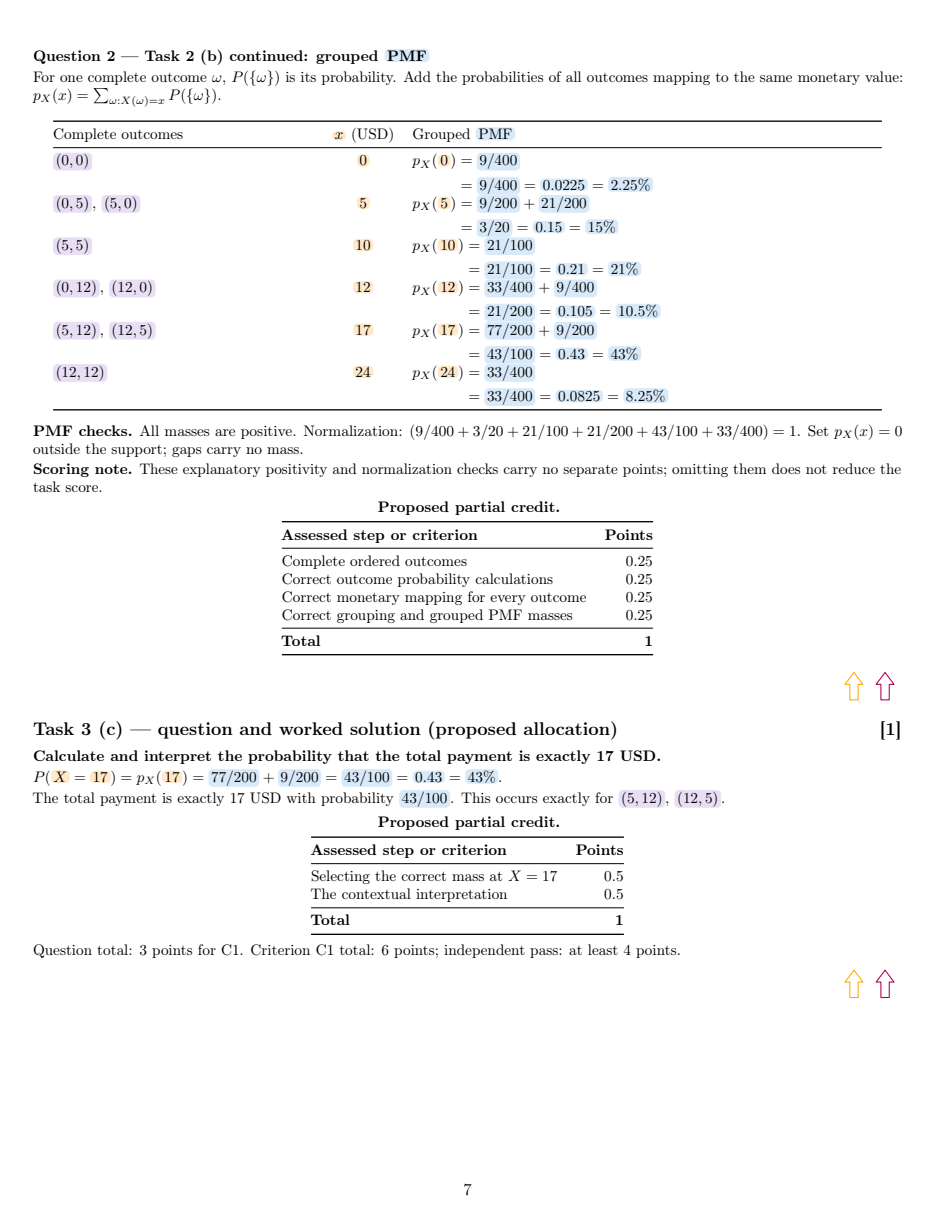 Question 2 — Task 2 (b) continued: grouped PMF
For one complete outcome ω, P({ω}) is its probability. Add the probabilities of all outcomes mapping to the same monetary value:
pX(x) = ∑ω:X(ω)=x P({ω}).
Complete outcomes x (USD) Grouped PMF
(0, 0) 0 pX(0) = 9/400
= 9/400 = 0.0225 = 2.25%
(0, 5), (5, 0) 5 pX(5) = 9/200 + 21/200
= 3/20 = 0.15 = 15%
(5, 5) 10 pX(10) = 21/100
= 21/100 = 0.21 = 21%
(0, 12), (12, 0) 12 pX(12) = 33/400 + 9/400
= 21/200 = 0.105 = 10.5%
(5, 12), (12, 5) 17 pX(17) = 77/200 + 9/200
= 43/100 = 0.43 = 43%
(12, 12) 24 pX(24) = 33/400
= 33/400 = 0.0825 = 8.25%
PMF checks. All masses are positive. Normalization: (9/400 + 3/20 + 21/100 + 21/200 + 43/100 + 33/400) = 1. Set pX(x) = 0
outside the support; gaps carry no mass.
Scoring note. These explanatory positivity and normalization checks carry no separate points; omitting them does not reduce the
task score.
Proposed partial credit.
Assessed step or criterion Points
Complete ordered outcomes 0.25
Correct outcome probability calculations 0.25
Correct monetary mapping for every outcome 0.25
Correct grouping and grouped PMF masses 0.25
Total 1
Task 3 (c) — question and worked solution (proposed allocation) [1]
Calculate and interpret the probability that the total payment is exactly 17 USD.
P(X = 17) = pX(17) = 77/200 + 9/200 = 43/100 = 0.43 = 43%.
The total payment is exactly 17 USD with probability 43/100. This occurs exactly for (5, 12), (12, 5).
Proposed partial credit.
Assessed step or criterion Points
Selecting the correct mass at X = 17 0.5
The contextual interpretation 0.5
Total 1
Question total: 3 points for C1. Criterion C1 total: 6 points; independent pass: at least 4 points.
7